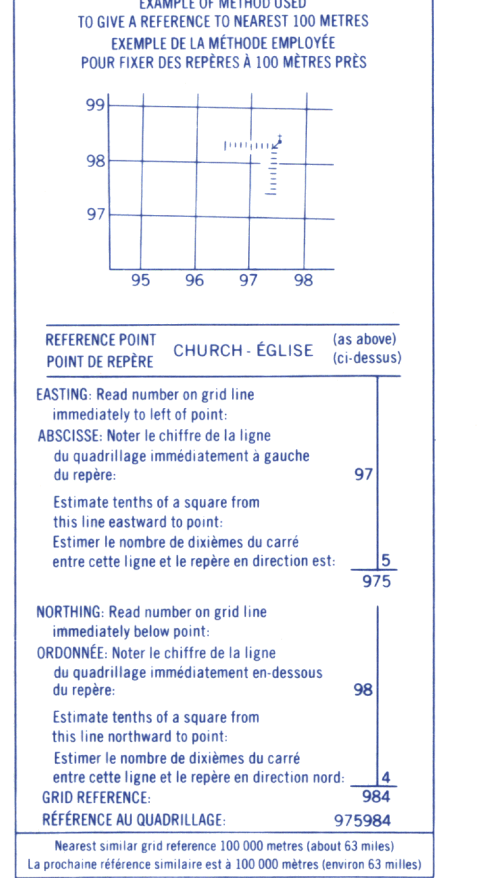 EXAMPLE OF METHOD USED
TO GIVE A REFERENCE TO NEAREST 100 METRES
EXEMPLE DE LA MÉTHODE EMPLOYÉE
POUR FIXER DES REPÈRES À 100 MÈTRES PRÈS
99
98
97
95 96 97 98
REFERENCE POINT
POINT DE REPÈRE
CHURCH - ÉGLISE
(as above)
(ci-dessus)
EASTING: Read number on grid line
immediately to left of point:
ABSCISSE: Noter le chiffre de la ligne
du quadrillage immédiatement à gauche
du repère: 97
Estimate tenths of a square from
this line eastward to point:
Estimer le nombre de dixièmes du carré
entre cette ligne et le repère en direction est: 5
975
NORTHING: Read number on grid line
immediately below point:
ORDONNÉE: Noter le chiffre de la ligne
du quadrillage immédiatement en-dessous
du repère: 98
Estimate tenths of a square from
this line northward to point:
Estimer le nombre de dixièmes du carré
entre cette ligne et le repère en direction nord: 4
GRID REFERENCE: 984
RÉFÉRENCE AU QUADRILLAGE: 975984
Nearest similar grid reference 100 000 metres (about 63 miles)
La prochaine référence similaire est à 100 000 mètres (environ 63 milles)